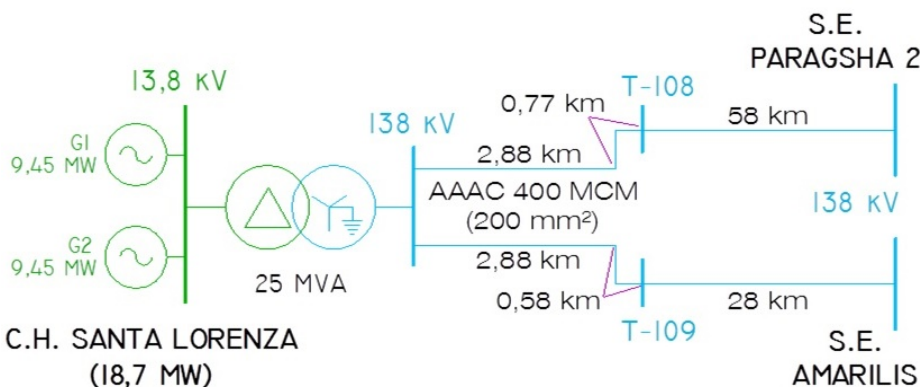 S.E.
PARAGSHA 2
13,8 KV
T-108
0,77 km
58 km
138 KV
G1
9,45 MW
2,88 km
AAAC 400 MCM
(200 mm²)
138 KV
G2
9,45 MW
2,88 km
25 MVA
0,58 km
28 km
T-109
C.H. SANTA LORENZA
(18,7 MW)
S.E.
AMARILIS